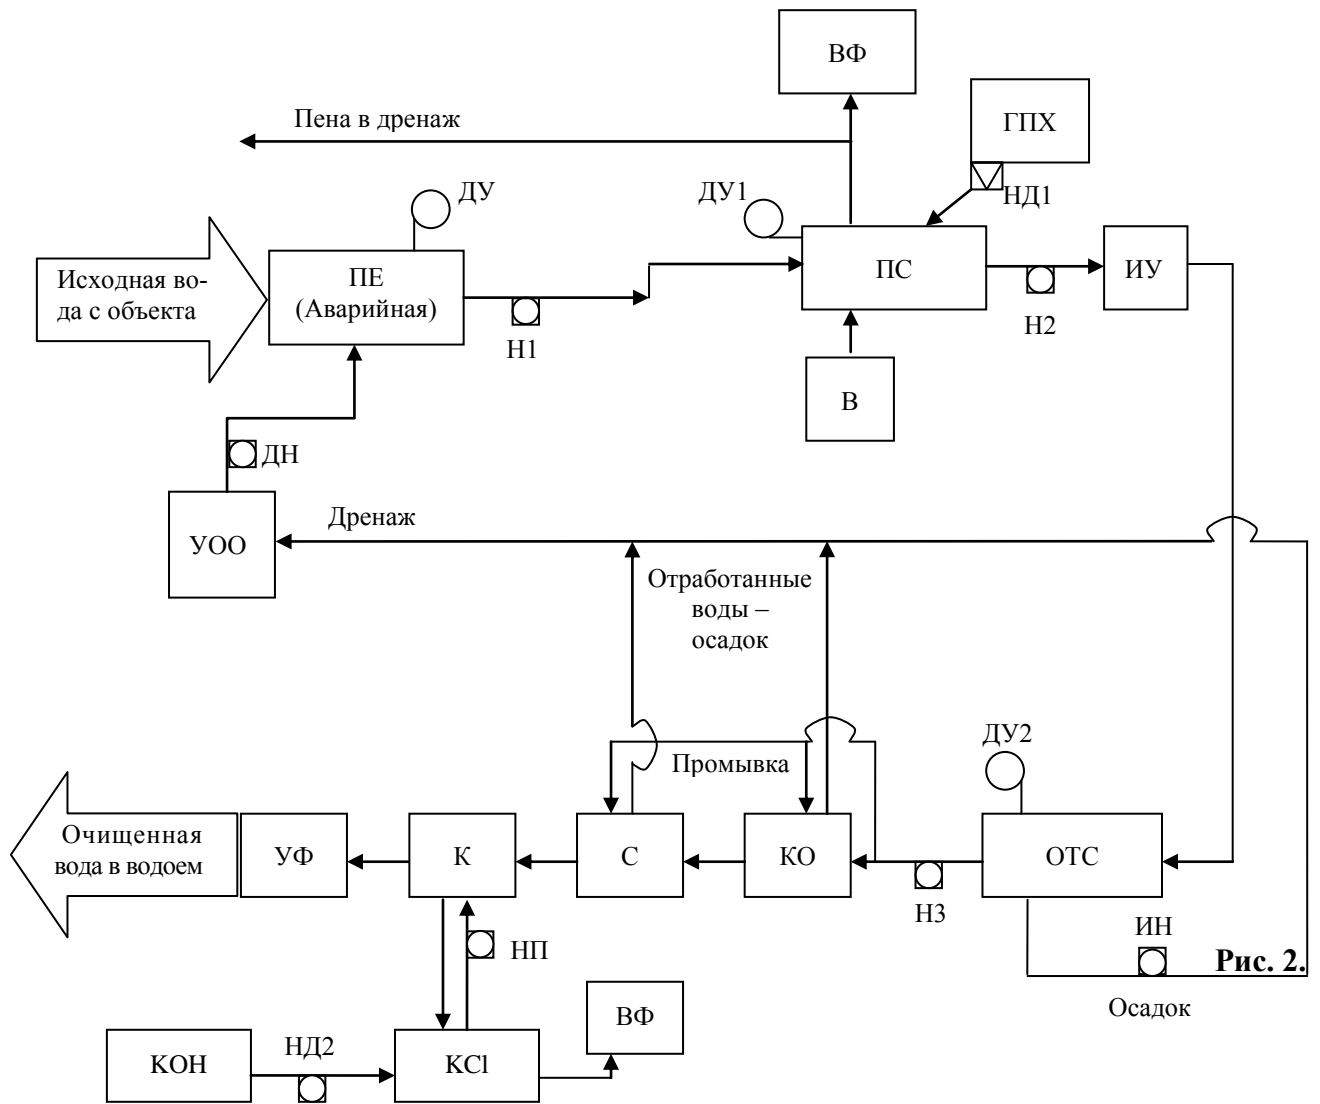 ВФ
ГПХ
Пена в дренаж
ДУ
ДУ1
НД1
Исходная во-
да с объекта
ПЕ
(Аварийная)
ПС
ИУ
Н1
Н2
В
ДН
УОО
Дренаж
Отработанные
воды –
осадок
Промывка
ДУ2
Очищенная
вода в водоем
УФ
К
С
КО
ОТС
Н3
НП
ИН
Рис. 2.
Осадок
ВФ
КОН
НД2
KCl